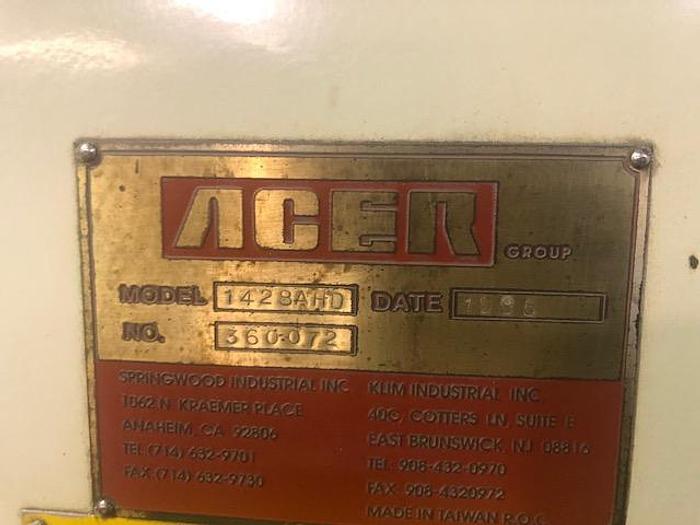 ACER GROUP
MODEL 1428AHD DATE
NO. 360-072
SPRINGWOOD INDUSTRIAL INC.
1062 N. KRAEMER PLACE
ANAHEIM, CA 92806
TEL (714) 632-9701
FAX (714) 632-9730
KLIM INDUSTRIAL INC.
40C, COTTERS LN, SUITE E
EAST BRUNSWICK, NJ 08816
TEL 908-432-0970
FAX 908-4320972
MADE IN TAIWAN R.O.C.